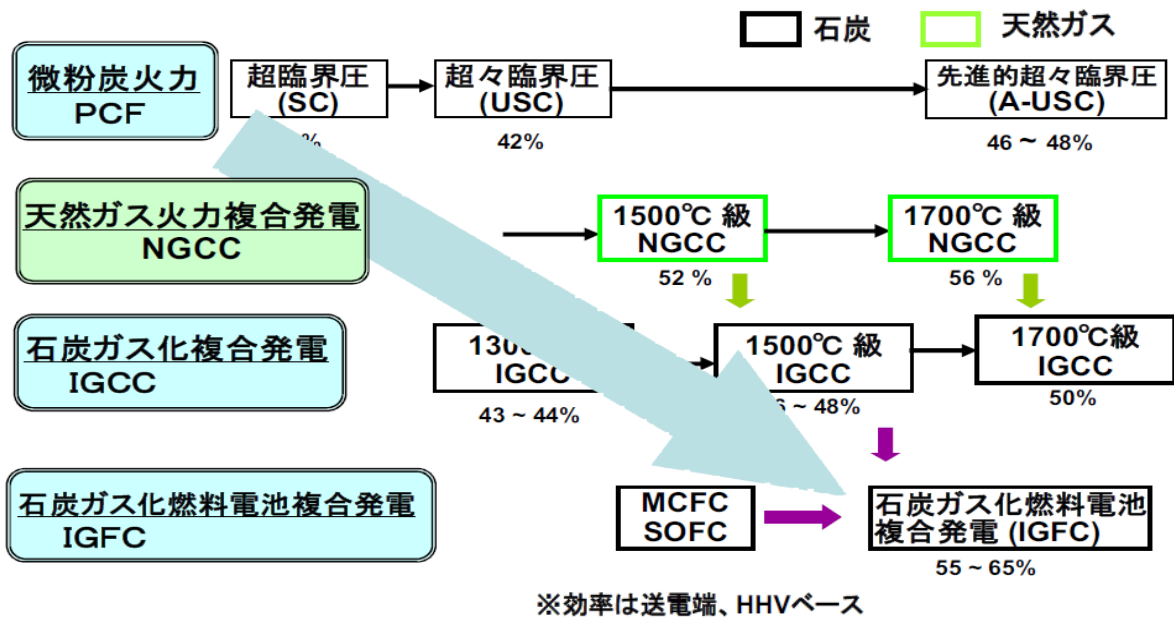 石炭
天然ガス
微粉炭火力
PCF
超臨界圧
(SC)
%
超々臨界圧
(USC)
42%
先進的超々臨界圧
(A-USC)
46 ~ 48%
天然ガス火力複合発電
NGCC
1500℃ 級
NGCC
52 %
1700℃ 級
NGCC
56 %
石炭ガス化複合発電
IGCC
1300
IGCC
43 ~ 44%
1500℃ 級
IGCC
~ 48%
1700℃級
IGCC
50%
石炭ガス化燃料電池複合発電
IGFC
MCFC
SOFC
石炭ガス化燃料電池
複合発電 (IGFC)
55 ~ 65%
※効率は送電端、HHVベース